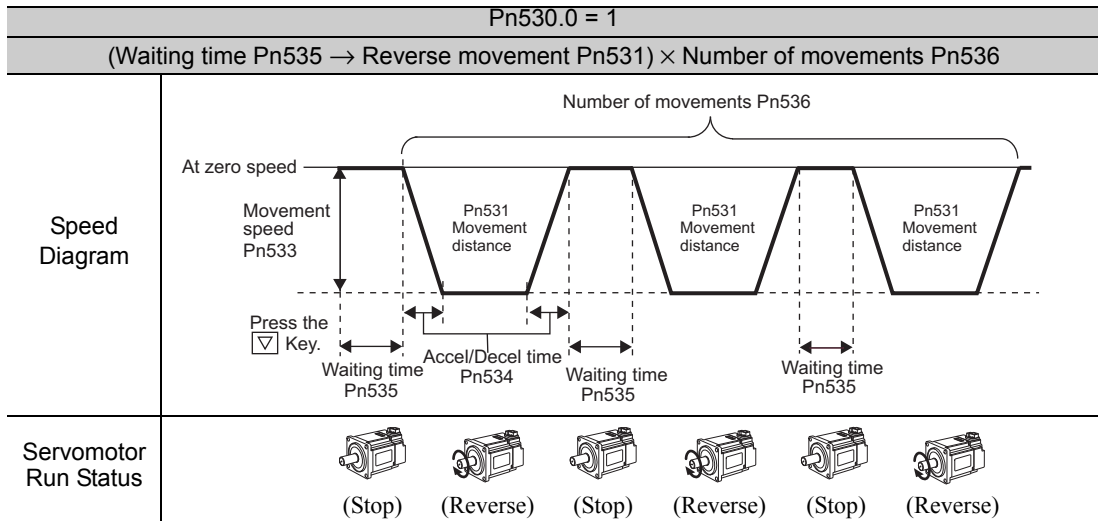 Pn530.0 = 1
(Waiting time Pn535 → Reverse movement Pn531) × Number of movements Pn536
Speed
Diagram
Number of movements Pn536
At zero speed
Movement
speed
Pn533
Pn531
Movement
distance
Pn531
Movement
distance
Pn531
Movement
distance
Press the
▽ Key.
Waiting time
Pn535
Accel/Decel time
Pn534
Waiting time
Pn535
Waiting time
Pn535
Servomotor
Run Status
(Stop) (Reverse) (Stop) (Reverse) (Stop) (Reverse)